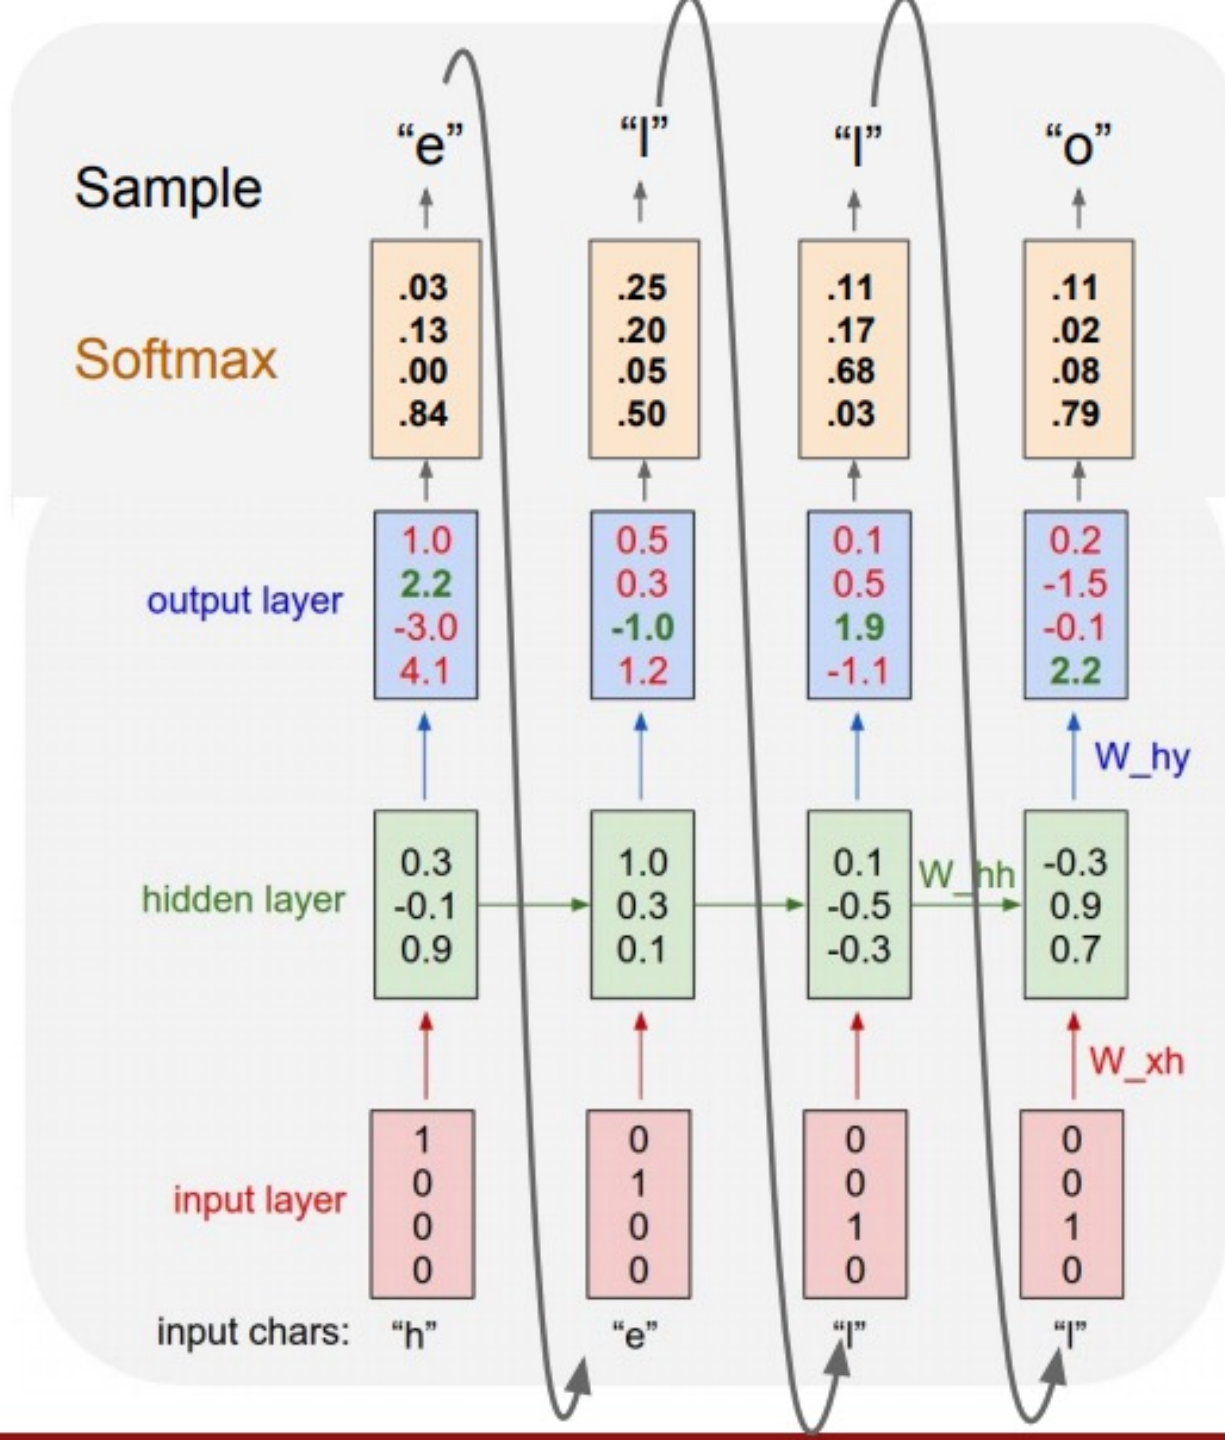 “e” “l” “l” “o”
Sample
.03 .25 .11 .11
.13 .20 .17 .02
Softmax
.00 .05 .68 .08
.84 .50 .03 .79
1.0 0.5 0.1 0.2
2.2 0.3 0.5 -1.5
output layer
-3.0 -1.0 1.9 -0.1
4.1 1.2 -1.1 2.2
W_hy
0.3 1.0 0.1 -0.3
W_hh
hidden layer
-0.1 0.3 -0.5 0.9
0.9 0.1 -0.3 0.7
W_xh
1 0 0 0
0 1 0 0
input layer
0 0 1 1
0 0 0 0
input chars: “h” “e” “l” “l”